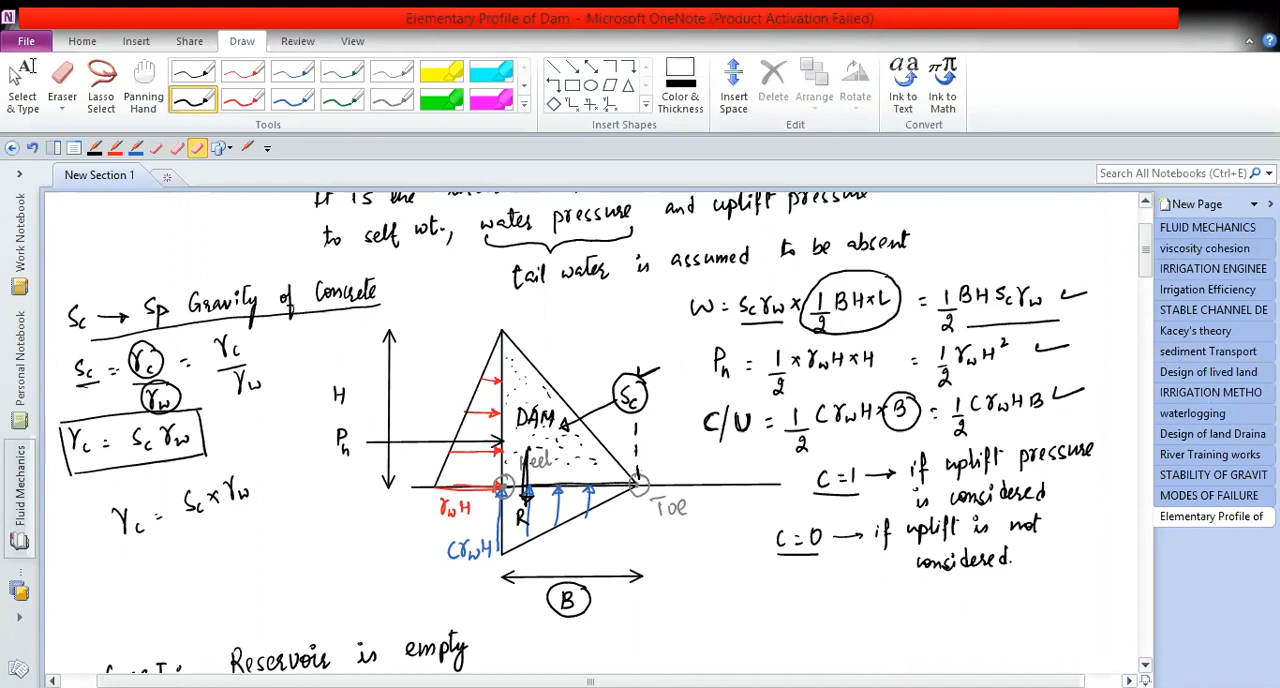 Elementary Profile of Dam - Microsoft OneNote (Product Activation Failed)
File Home Insert Share Draw Review View
Select & Type
Eraser
Lasso Select
Panning Hand
Color & Thickness
Insert Space
Delete
Arrange
Rotate
Ink to Text
Ink to Math
Tools
Insert Shapes
Edit
Convert
New Section 1
Search All Notebooks (Ctrl+E)
Work Notebook
Personal Notebook
Fluid Mechanics
New Page
FLUID MECHANICS
viscosity cohesion
IRRIGATION ENGINEE
Irrigation Efficiency
STABLE CHANNEL DE
Kacey's theory
sediment Transport
Design of lived land
IRRIGATION METHO
waterlogging
Design of land Draina
River Training works
STABILITY OF GRAVIT
MODES OF FAILURE
Elementary Profile of
It is the
to self wt., water pressure and uplift pressure
tail water is assumed to be absent
Sc → Sp Gravity of Concrete
Sc = γc/γw = γc/γw
γc = Sc γw
γc = Sc × γw
H
Ph
DAM
Sc
Heel
R
Toe
γwH
CγwH
B
W = Sc γw × 1/2 BH×L = 1/2 BH Sc γw
Ph = 1/2 × γwH × H = 1/2 γw H²
C/U = 1/2 CγwH × B = 1/2 CγwH B
C=1 → if uplift pressure
is considered
C=0 → if uplift is not
considered.
Reservoir is empty